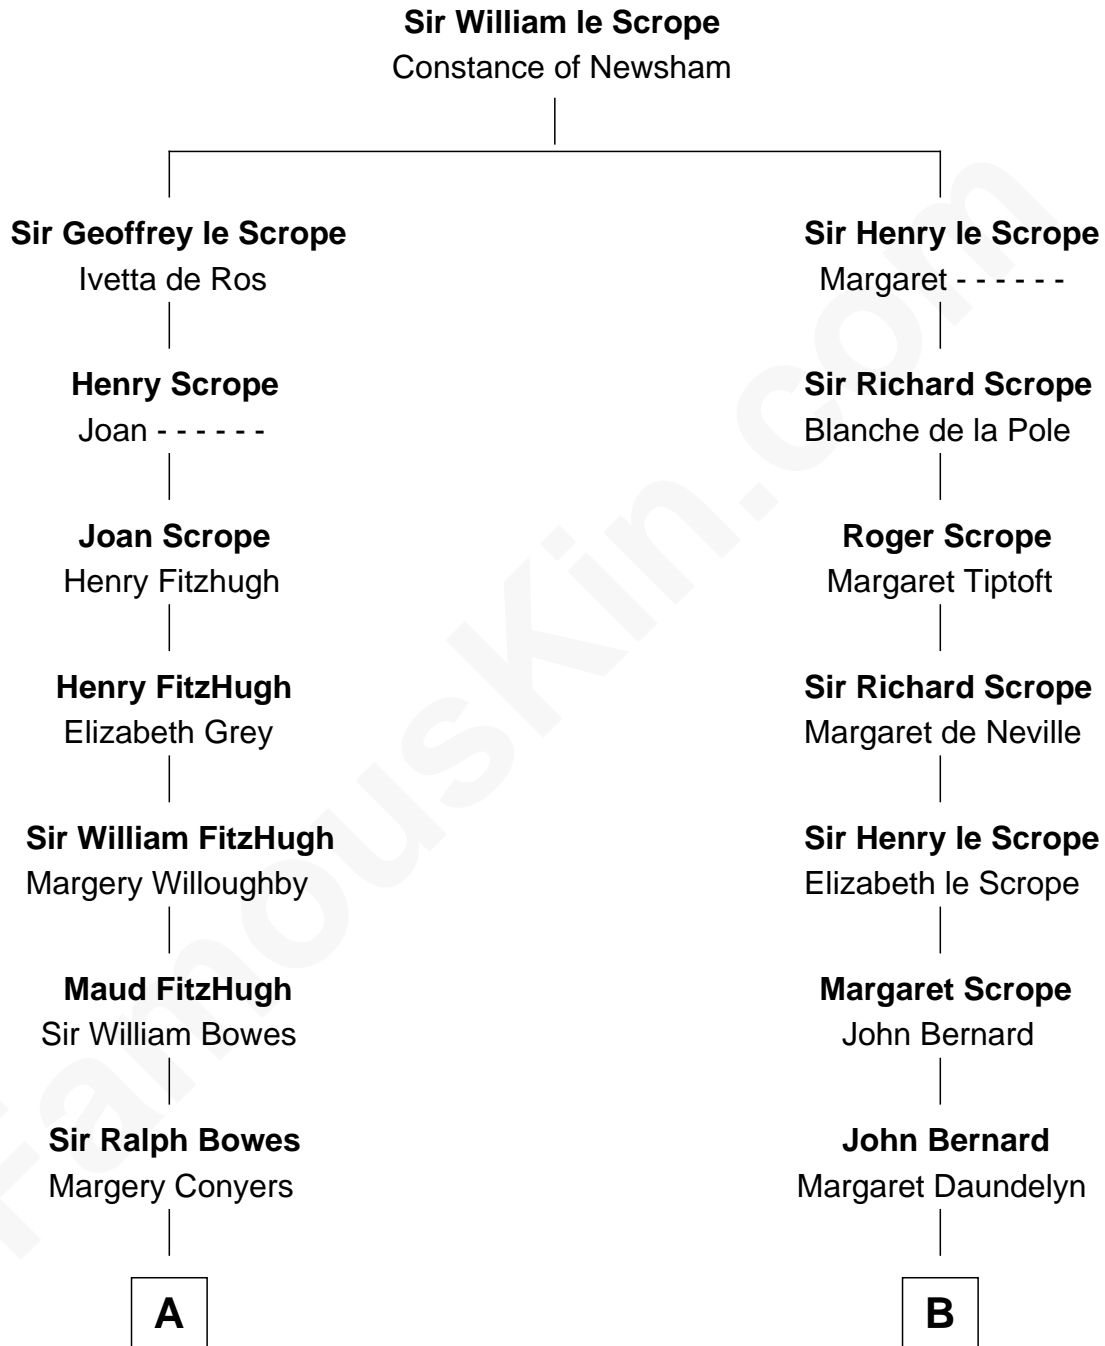 Sir William le Scrope
Constance of Newsham
Sir Geoffrey le Scrope
Ivetta de Ros
Henry Scrope
Joan - - - - - -
Joan Scrope
Henry Fitzhugh
Henry FitzHugh
Elizabeth Grey
Sir William FitzHugh
Margery Willoughby
Maud FitzHugh
Sir William Bowes
Sir Ralph Bowes
Margery Conyers
A
Sir Henry le Scrope
Margaret - - - - - -
Sir Richard Scrope
Blanche de la Pole
Roger Scrope
Margaret Tiptoft
Sir Richard Scrope
Margaret de Neville
Sir Henry le Scrope
Elizabeth le Scrope
Margaret Scrope
John Bernard
John Bernard
Margaret Daundelyn
B
FamousKin.com